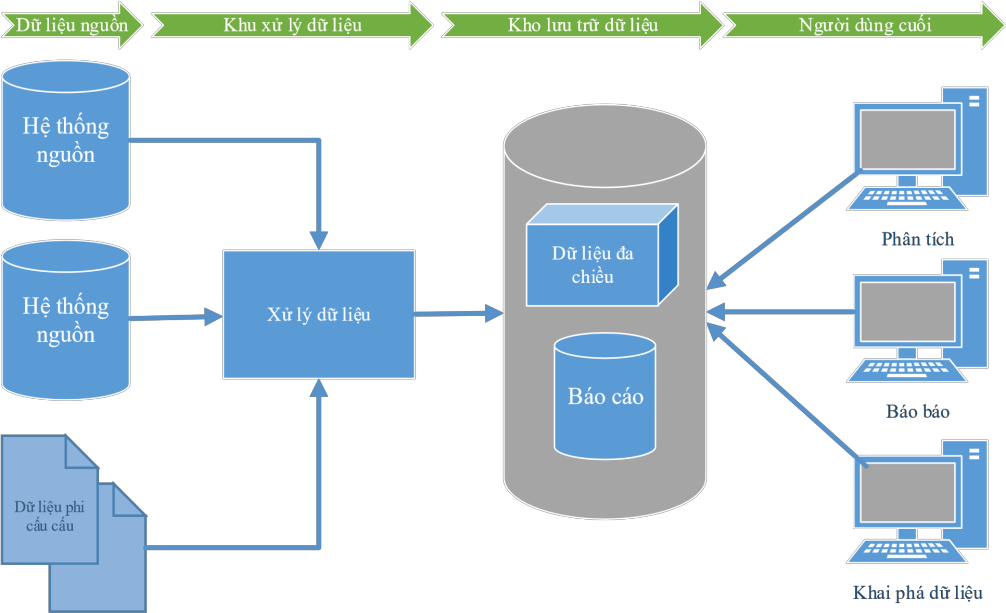 Dữ liệu nguồn
Khu xử lý dữ liệu
Kho lưu trữ dữ liệu
Người dùng cuối
Hệ thống
nguồn
Hệ thống
nguồn
Dữ liệu phi
cấu cấu
Xử lý dữ liệu
Dữ liệu đa
chiều
Báo cáo
Phân tích
Báo báo
Khai phá dữ liệu